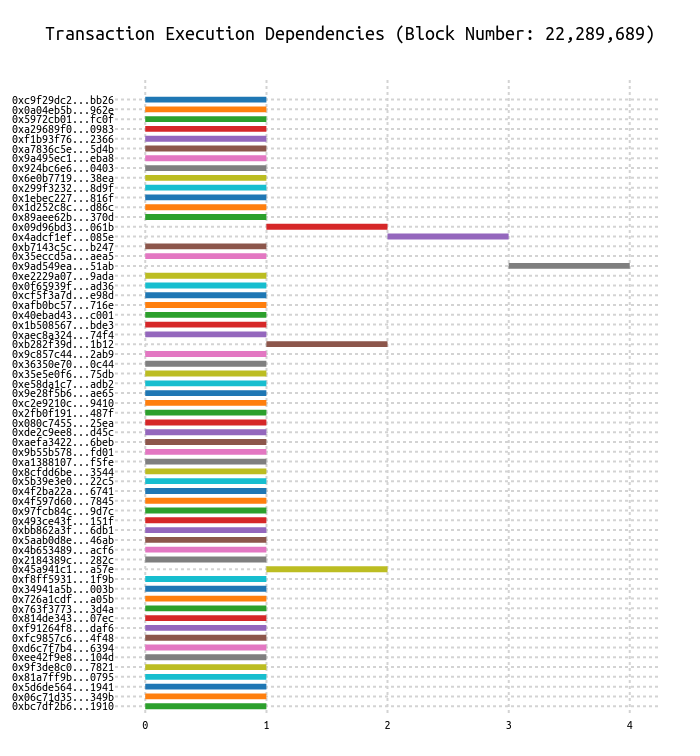 Transaction Execution Dependencies (Block Number: 22,289,689)
0xc9f29dc2...bb26
0x0a04eb5b...962e
0x5972cb01...fc0f
0xa29689f0...0983
0xf1b93f76...2366
0xa7836c5e...5d4b
0x9a495ec1...eba8
0x924bc6e6...0403
0x6e0b7719...38ea
0x299f3232...8d9f
0x1ebec227...816f
0x1d252c8c...d86c
0x89aee62b...370d
0x09d96bd3...061b
0x4adcf1ef...085e
0xb7143c5c...b247
0x35eccd5a...aea5
0x9ad549ea...51ab
0xe2229a07...9ada
0x0f65939f...ad36
0xcf5f3a7d...e98d
0xafb0bc57...716e
0x40ebad43...c001
0x1b508567...bde3
0xaec8a324...74f4
0xb282f39d...1b12
0x9c857c44...2ab9
0x36350e70...0c44
0x35e5e0f6...75db
0xe58da1c7...adb2
0x9e28f5b6...ae65
0xc2e9210c...9410
0x2fb0f191...487f
0x080c7455...25ea
0xde2c9ee8...d45c
0xaefa3422...6beb
0x9b55b578...fd01
0xa1388107...f5fe
0x8cfdd6be...3544
0x5b39e3e0...22c5
0x4f2ba22a...6741
0x4f597d60...7845
0x97fcb84c...9d7c
0x493ce43f...151f
0xbb862a3f...6db1
0x5aab0d8e...46ab
0x4b653489...acf6
0x2184389c...282c
0x45a941c1...a57e
0xf8ff5931...1f9b
0x34941a5b...003b
0x726a1cdf...a05b
0x763f3773...3d4a
0x814de343...07ec
0xf91264f8...daf6
0xfc9857c6...4f48
0xd6c7f7b4...6394
0xee42f9e8...104d
0x9f3de8c0...7821
0x81a7ff9b...0795
0x5d6de564...1941
0x06c71d35...349b
0xbc7df2b6...1910
0 1 2 3 4